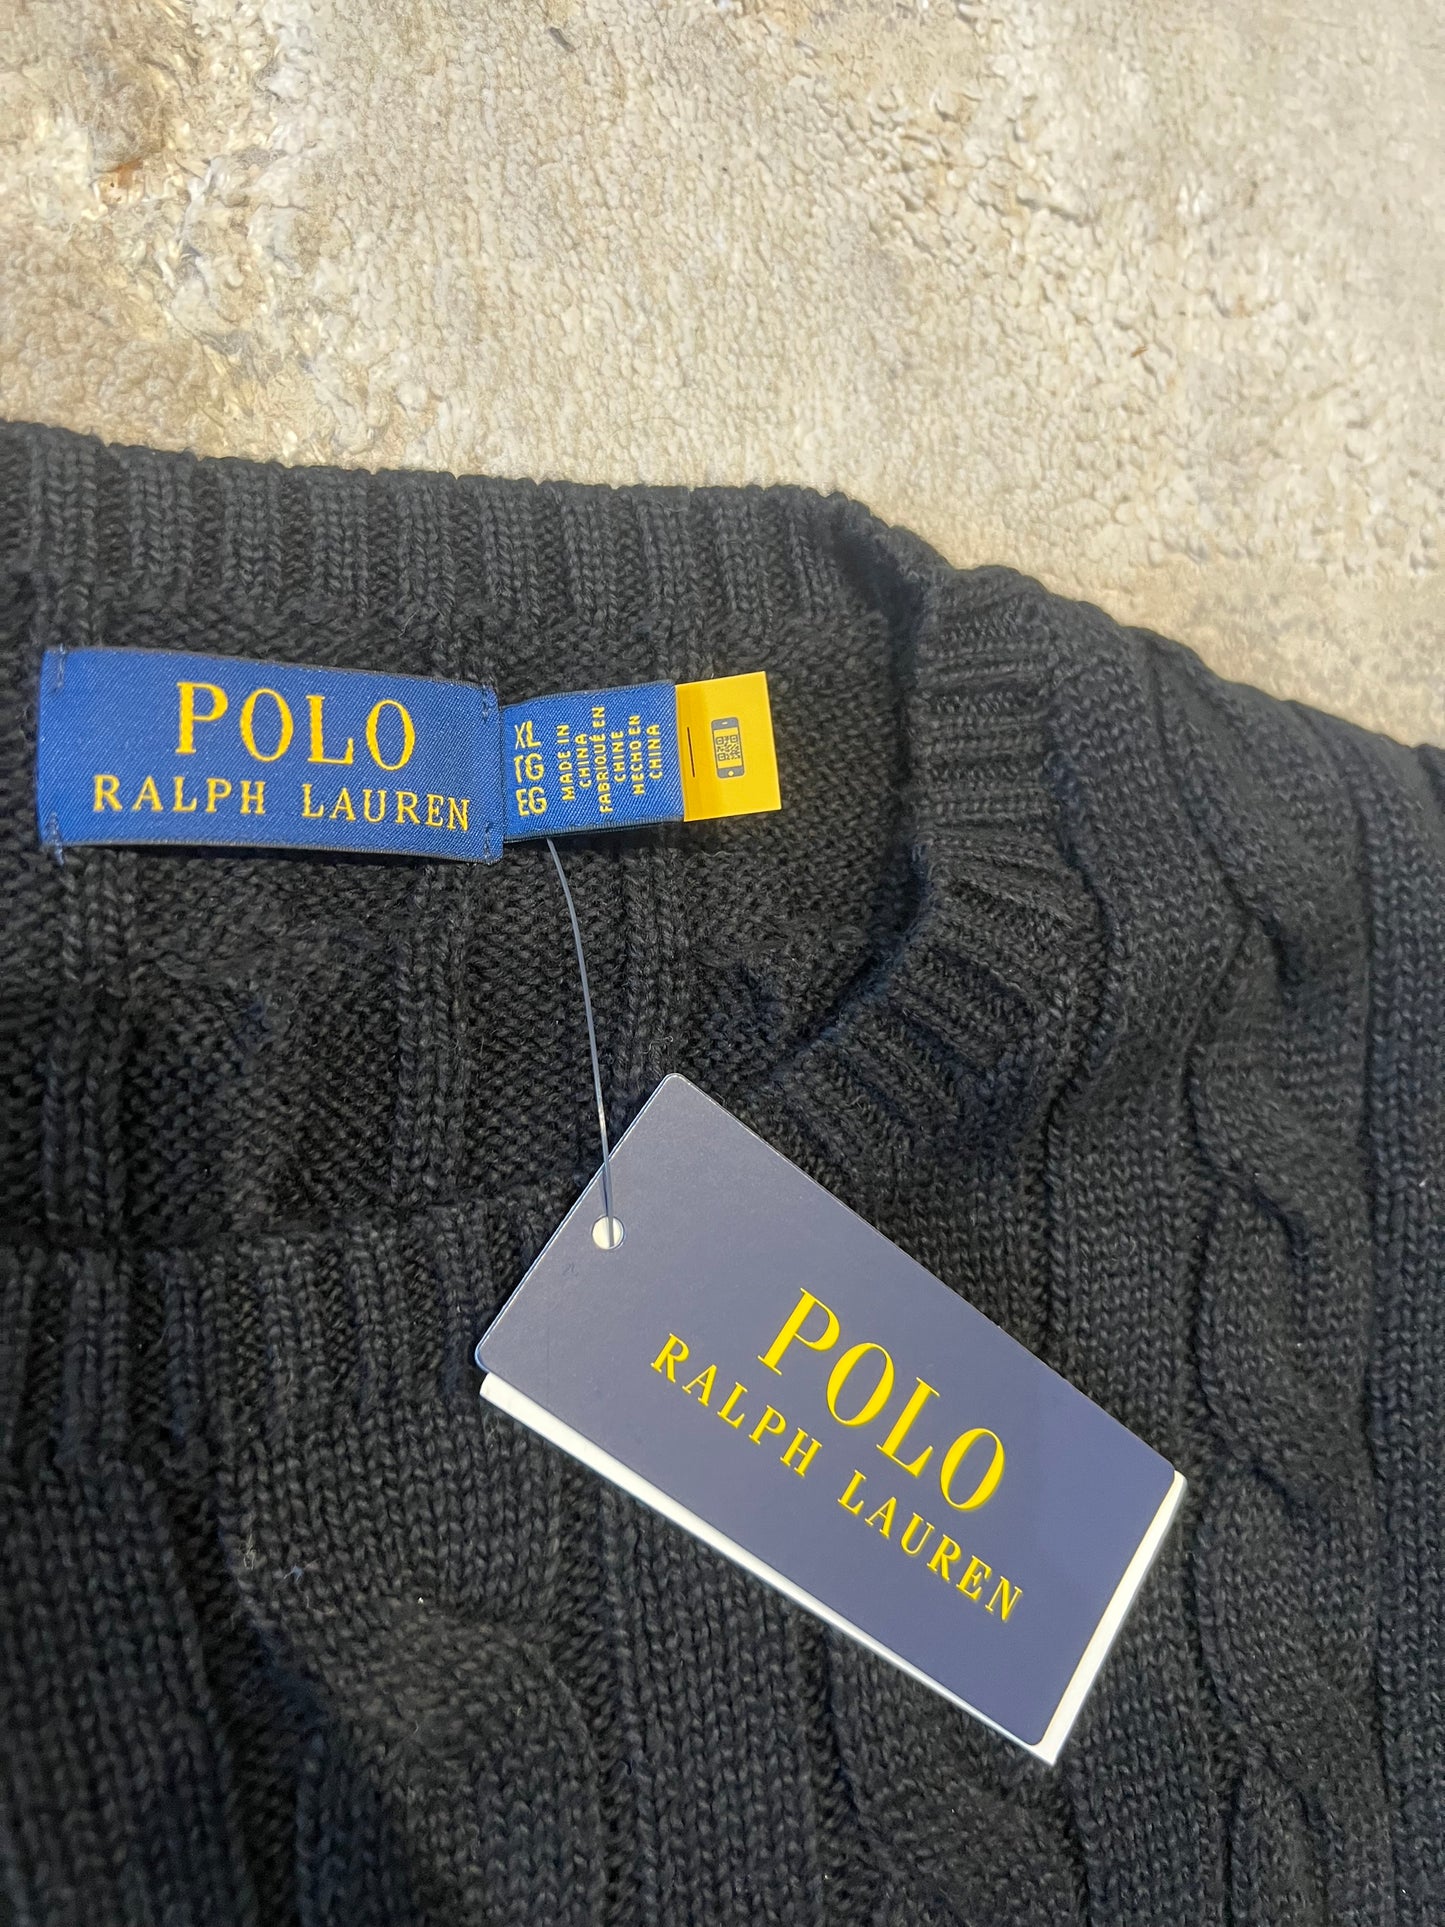 POLO
RALPH LAUREN
XL
TG
EG
MADE IN
CHINA
FABRIQUÉ EN
CHINE
HECHO EN
CHINA
POLO
RALPH LAUREN